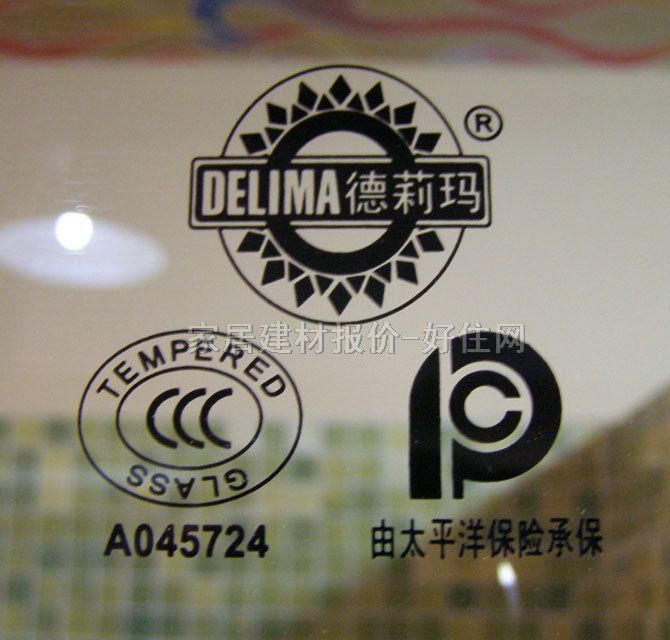 DELIMA德莉玛®
家居建材报价-好住网
TEMPERED
CCC
GLASS
PC
A045724
由太平洋保险承保